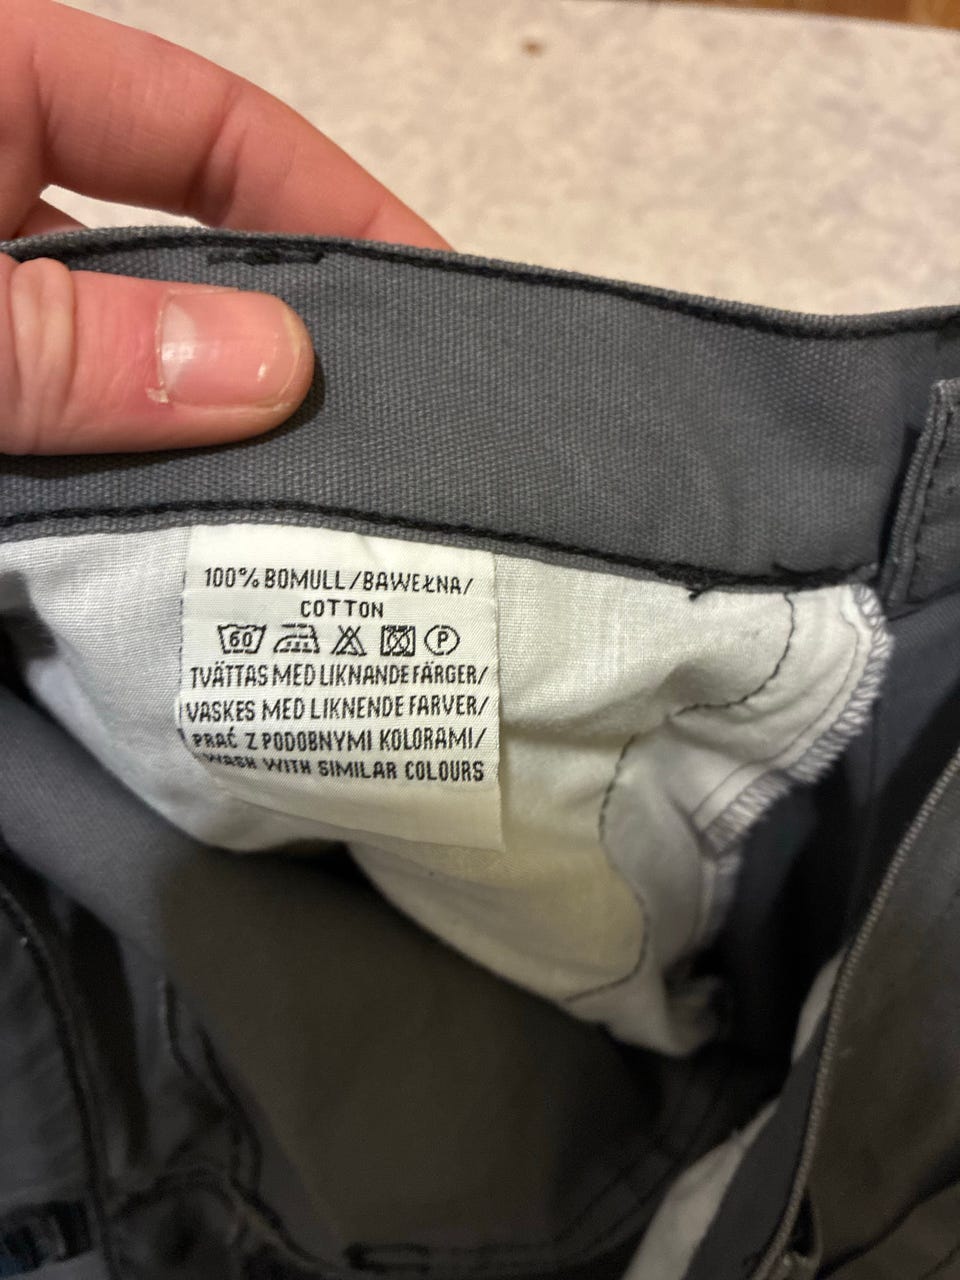 100% BOMULL/BAWEŁNA/
COTTON
60 P
TVÄTTAS MED LIKNANDE FÄRGER/
VASKES MED LIKNENDE FARVER/
PRAĆ Z PODOBNYMI KOLORAMI/
WASH WITH SIMILAR COLOURS